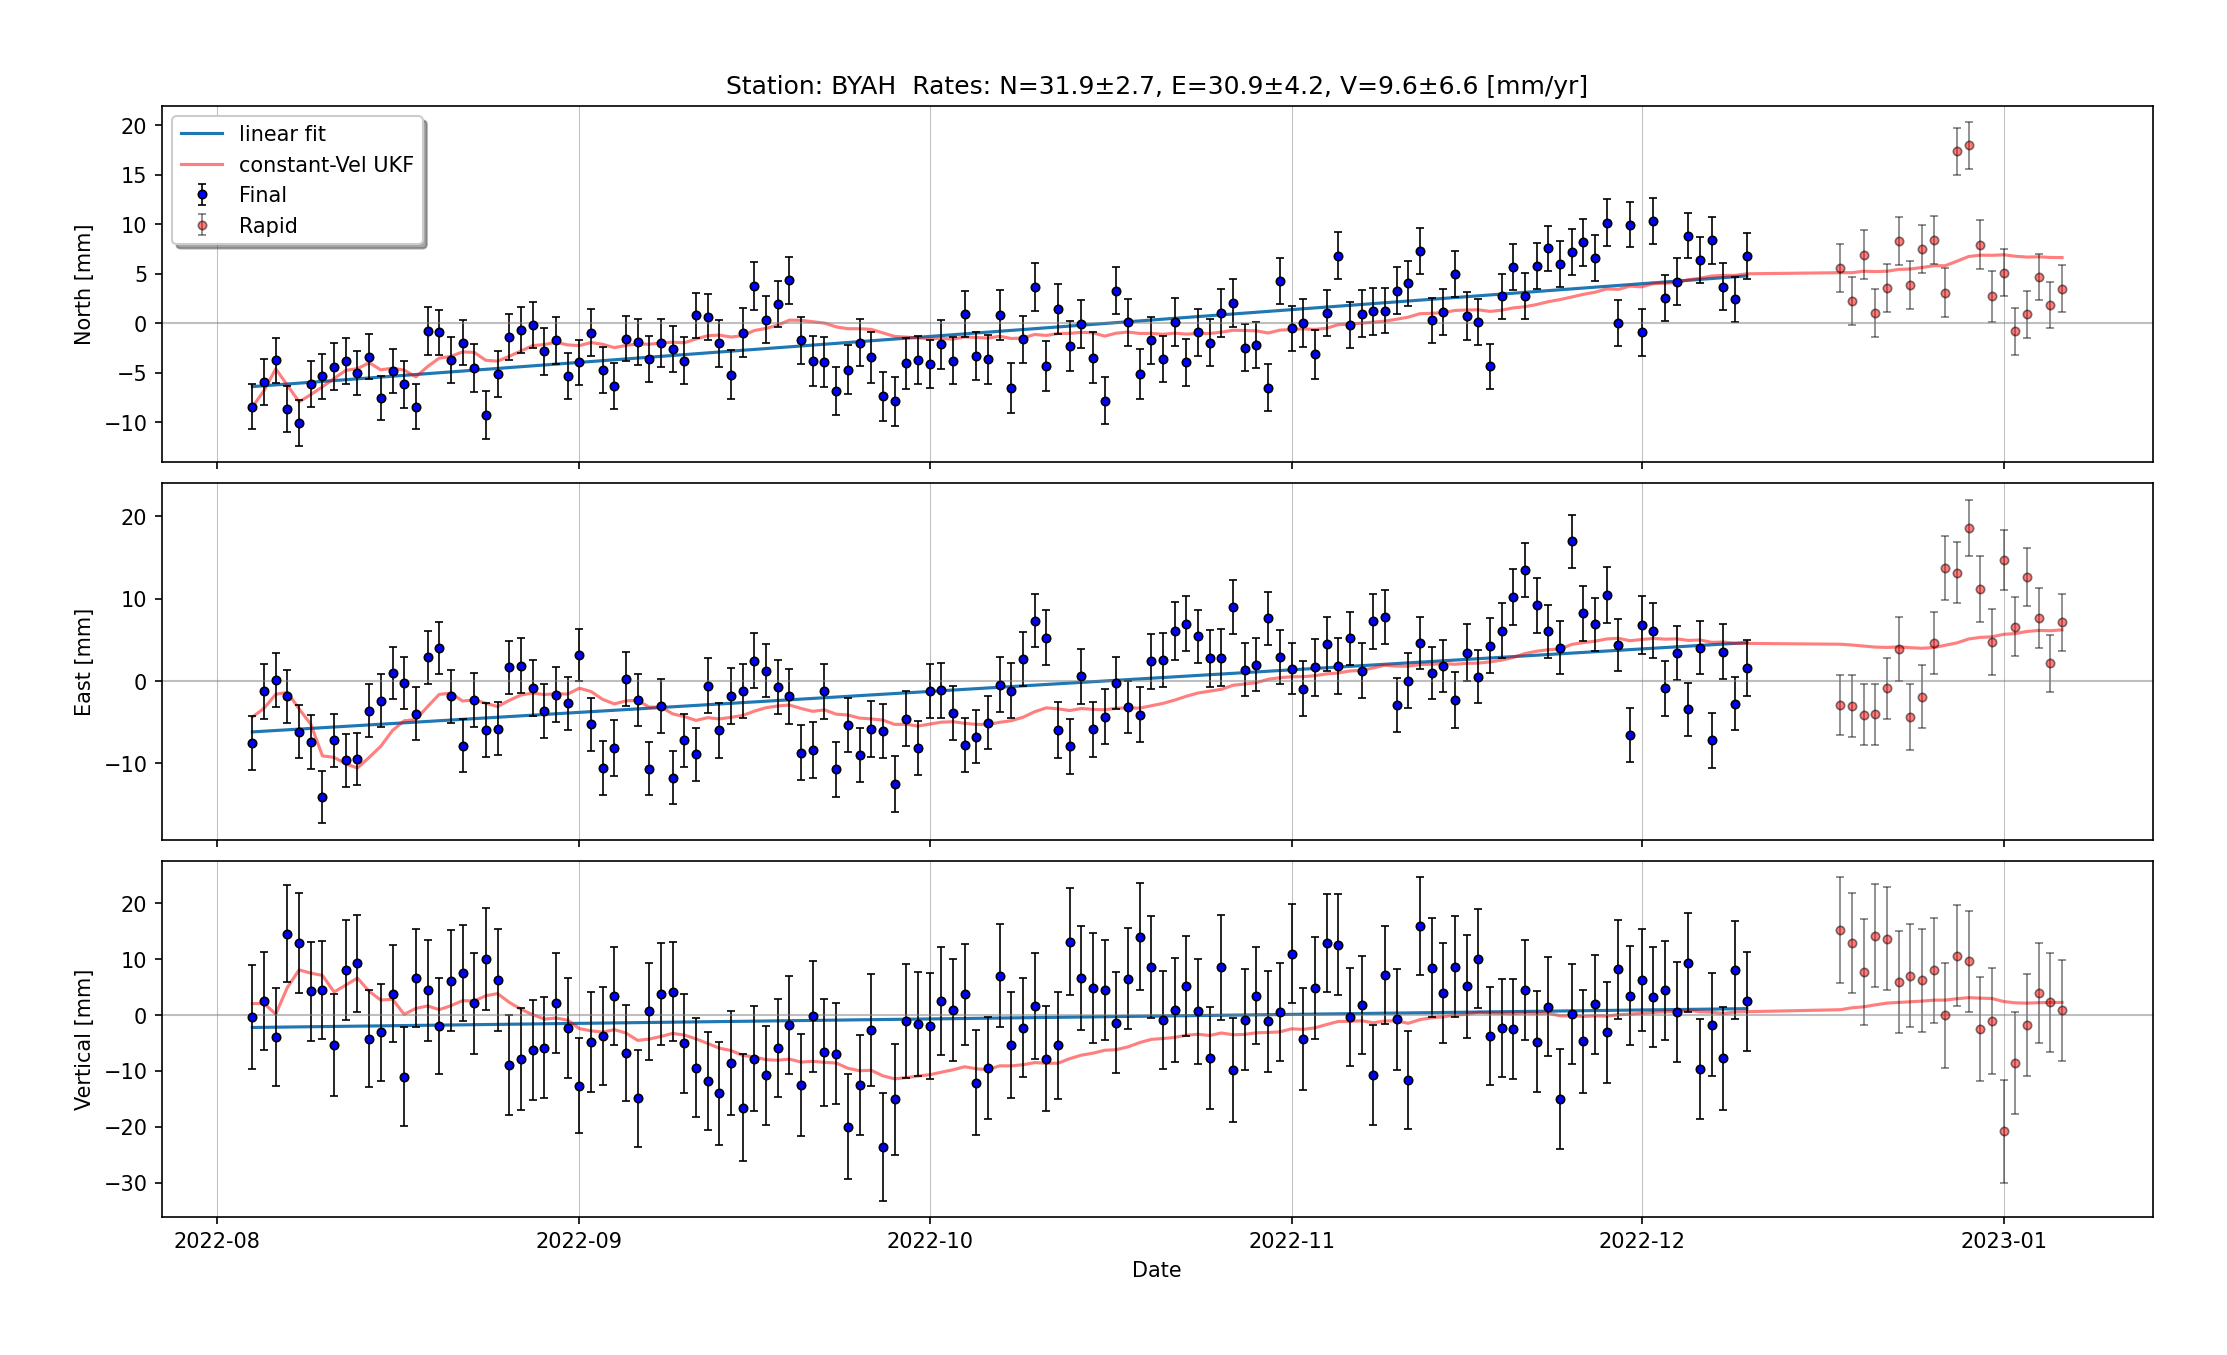 Station: BYAH  Rates: N=31.9±2.7, E=30.9±4.2, V=9.6±6.6 [mm/yr]
linear fit
constant-Vel UKF
Final
Rapid
North [mm]
20
15
10
5
0
−5
−10
East [mm]
20
10
0
−10
Vertical [mm]
20
10
0
−10
−20
−30
2022-08 2022-09 2022-10 2022-11 2022-12 2023-01
Date